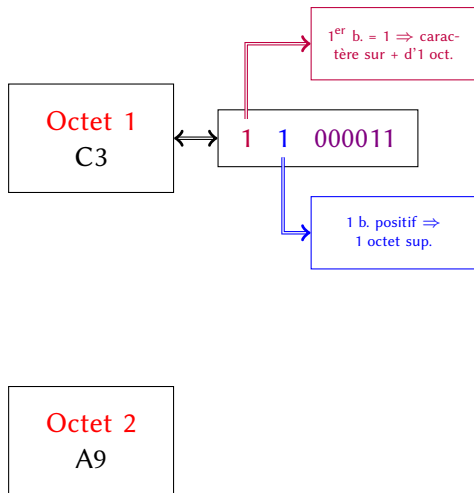 1er b. = 1 ⇒ carac-
tère sur + d'1 oct.
Octet 1
C3
1 1 000011
1 b. positif ⇒
1 octet sup.
Octet 2
A9